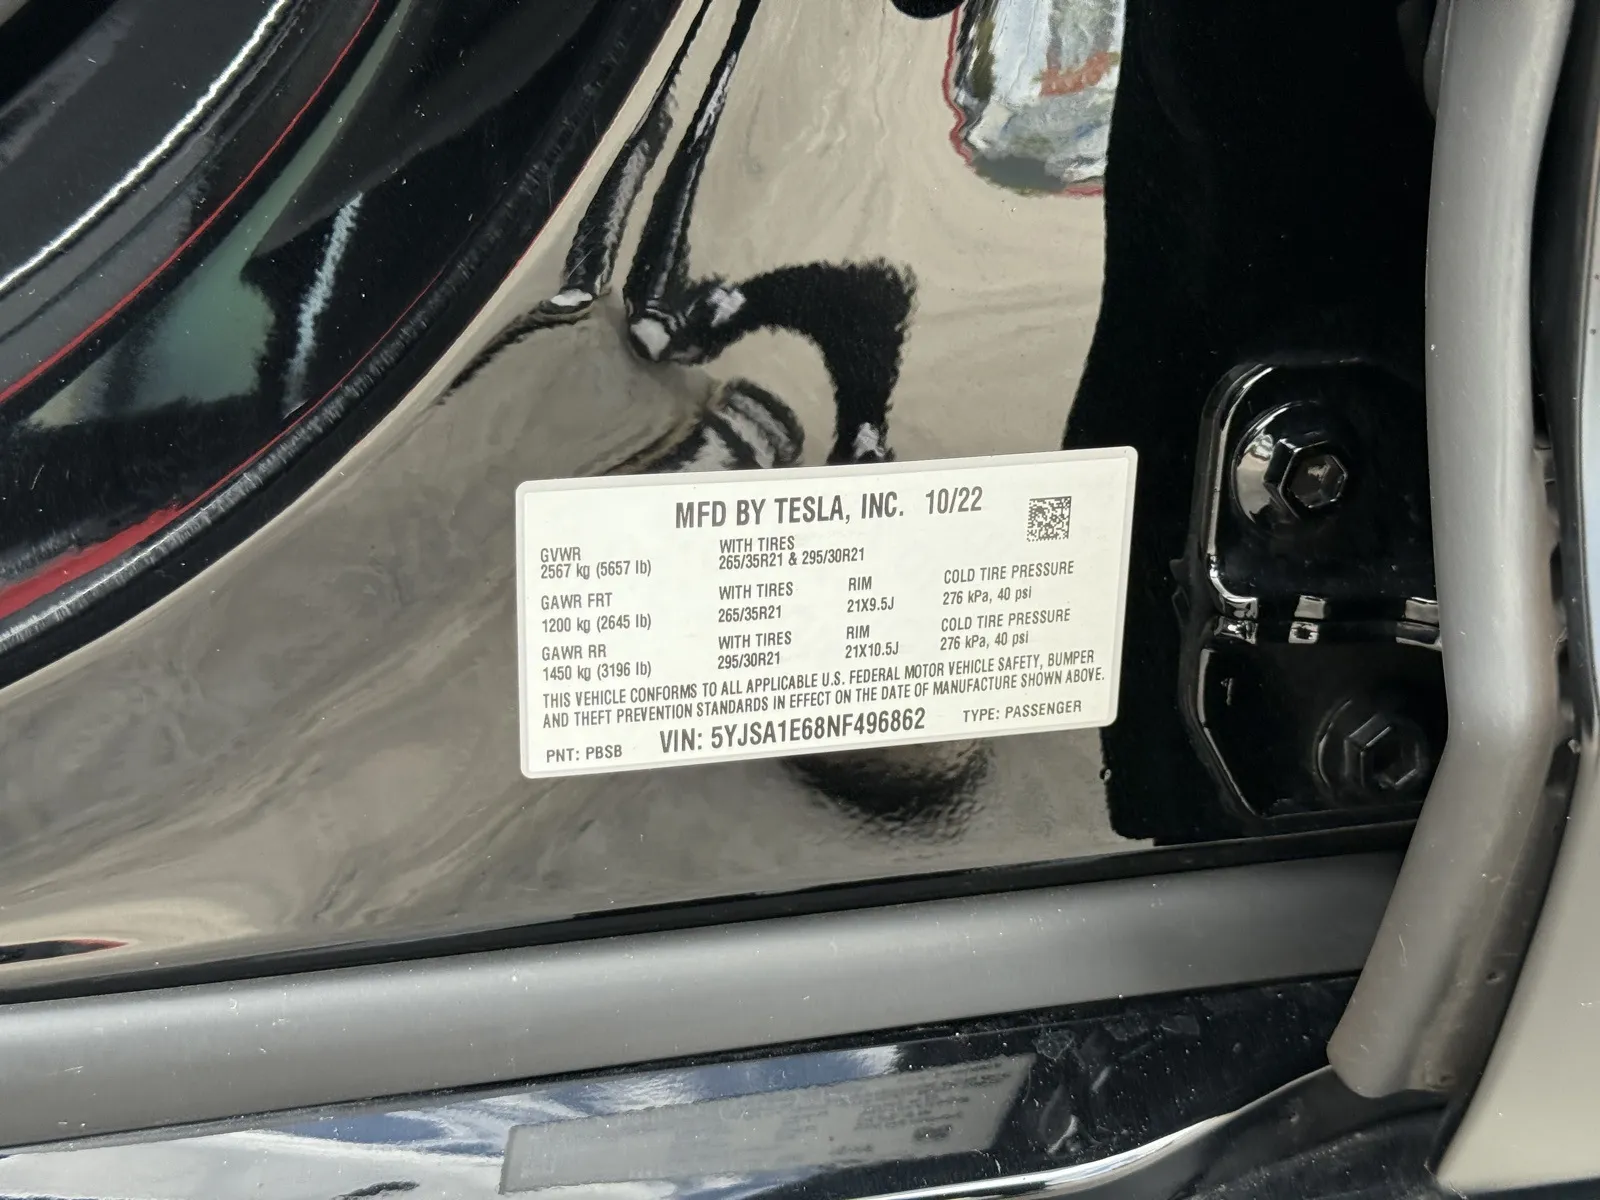 MFD BY TESLA, INC. 10/22
GVWR
2567 kg (5657 lb)
WITH TIRES
265/35R21 & 295/30R21
GAWR FRT
1200 kg (2645 lb)
WITH TIRES
265/35R21
RIM
21X9.5J
COLD TIRE PRESSURE
276 kPa, 40 psi
GAWR RR
1450 kg (3196 lb)
WITH TIRES
295/30R21
RIM
21X10.5J
COLD TIRE PRESSURE
276 kPa, 40 psi
THIS VEHICLE CONFORMS TO ALL APPLICABLE U.S. FEDERAL MOTOR VEHICLE SAFETY, BUMPER
AND THEFT PREVENTION STANDARDS IN EFFECT ON THE DATE OF MANUFACTURE SHOWN ABOVE.
PNT: PBSB VIN: 5YJSA1E68NF496862 TYPE: PASSENGER